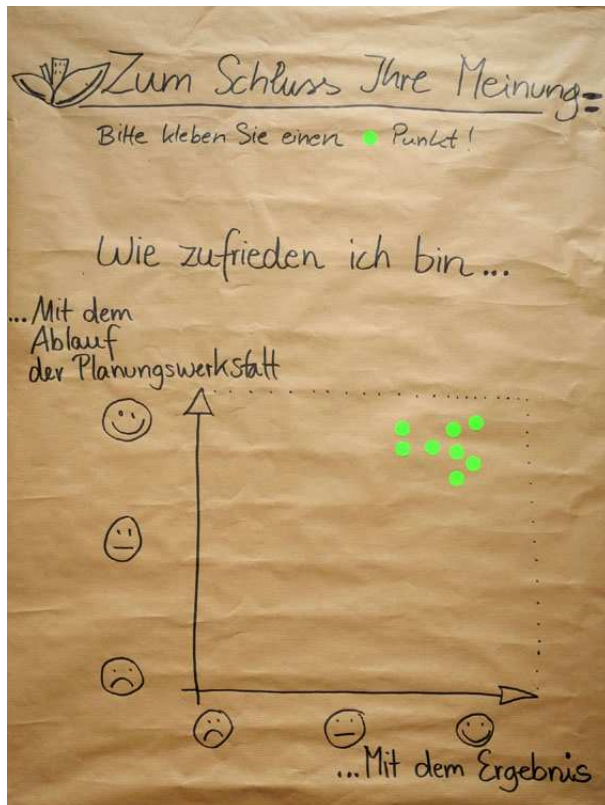 Zum Schluss Ihre Meinung
Bitte kleben Sie einen Punkt!
Wie zufrieden ich bin...
...Mit dem
Ablauf
der Planungswerkstatt
...Mit dem Ergebnis